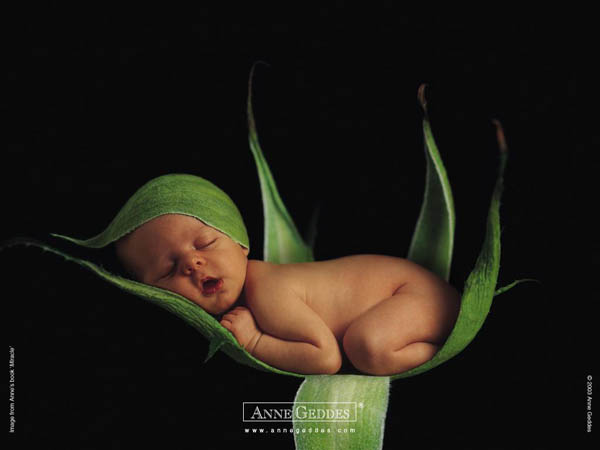 Image from Anne's book 'Miracle'
ANNE GEDDES®
www.annegeddes.com
© 2003 Anne Geddes